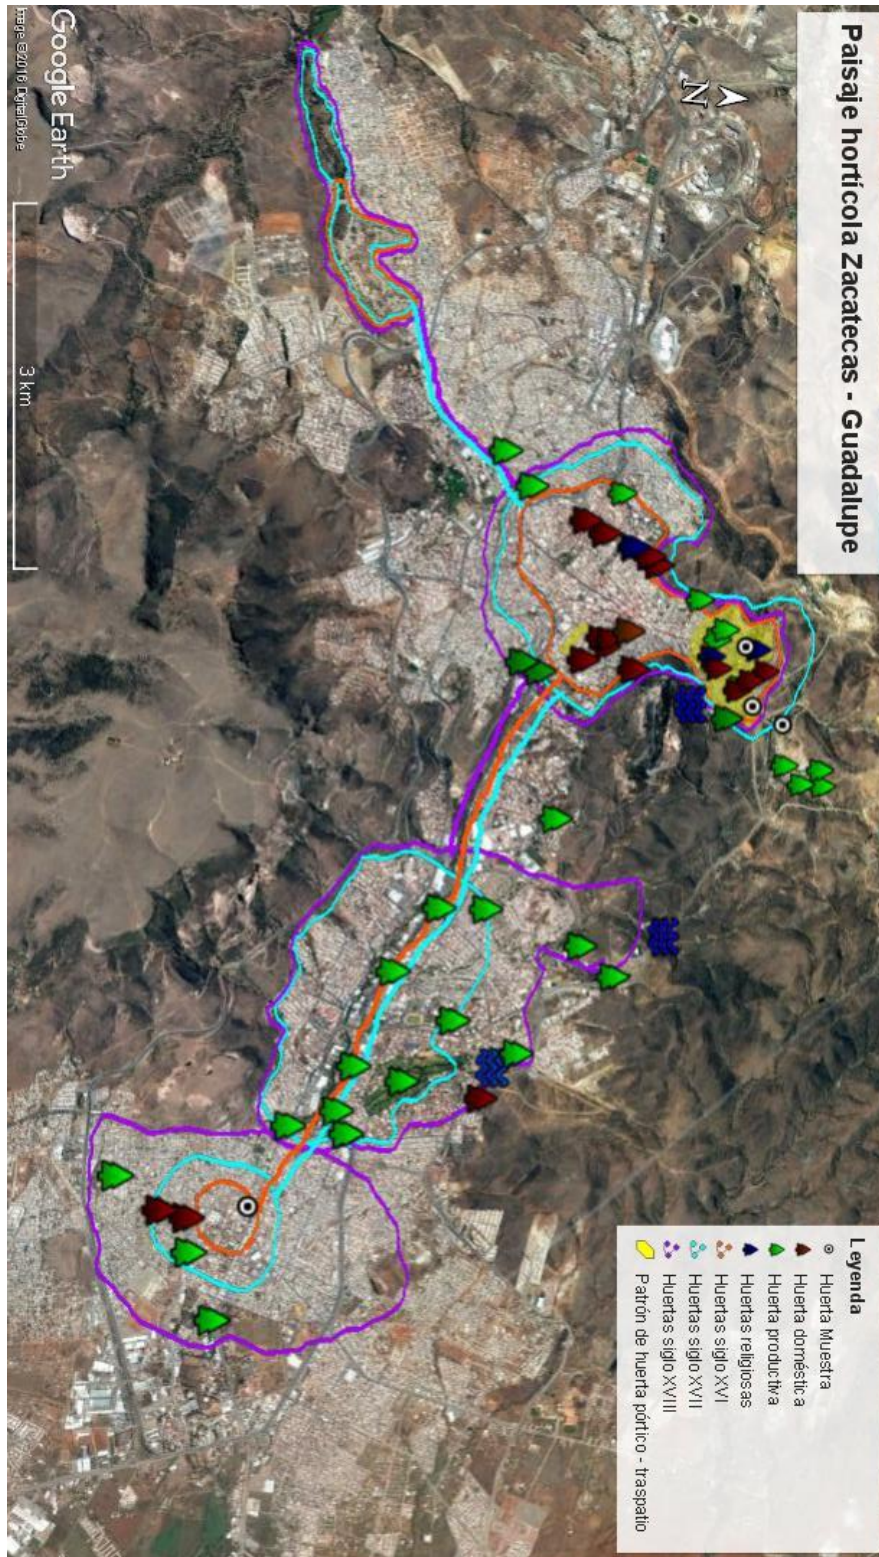 Paisaje hortícola Zacatecas - Guadalupe
N
Leyenda
Huerta Muestra
Huerta doméstica
Huerta productiva
Huertas religiosas
Huertas siglo XVI
Huertas siglo XVII
Huertas siglo XVIII
Patrón de huerta pórtico - traspatio
Google Earth
Image © 2016 DigitalGlobe
3 km